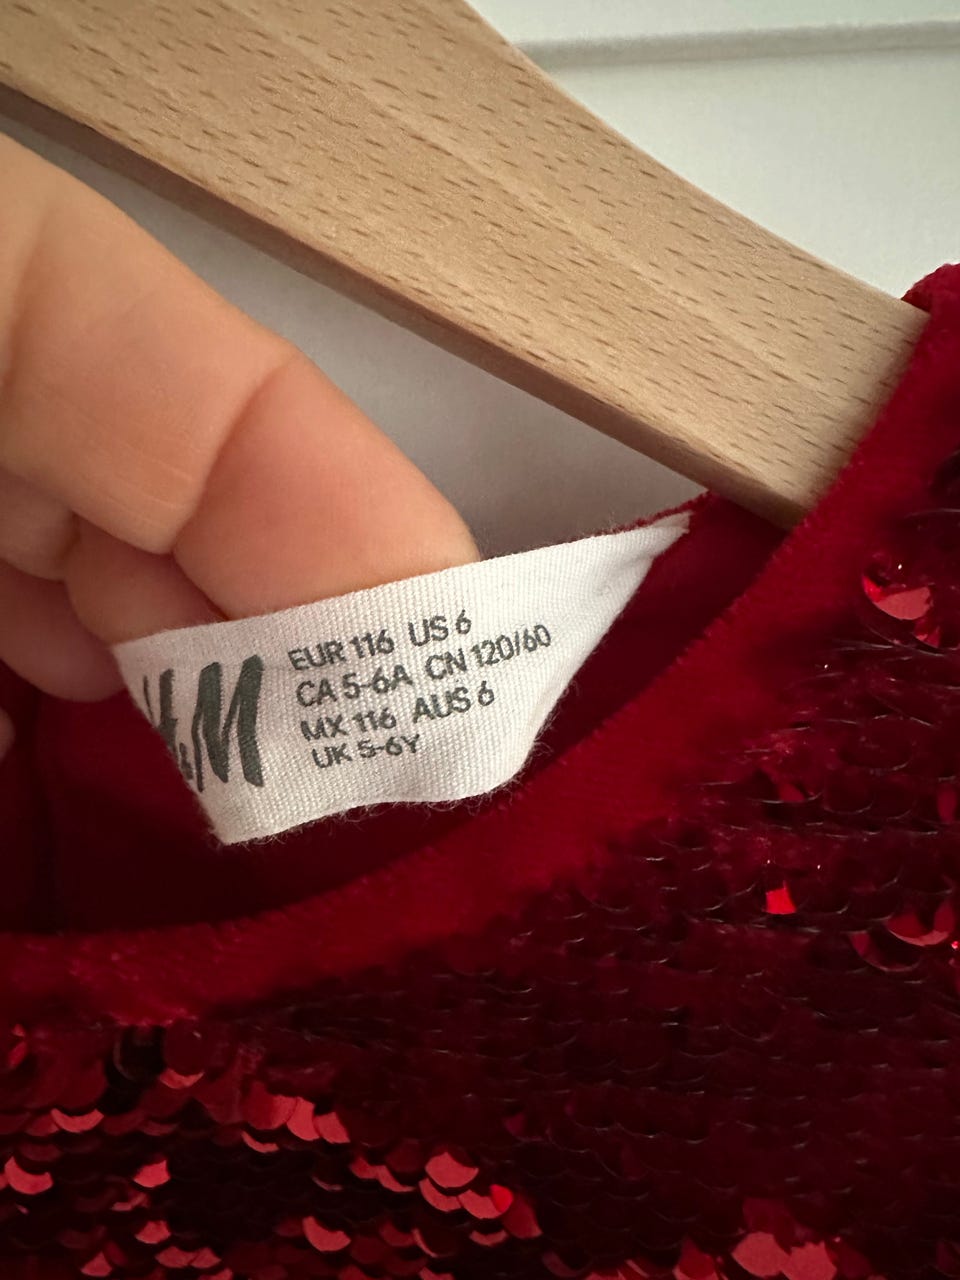 H&M
EUR 116 US 6
CA 5-6A CN 120/60
MX 116 AUS 6
UK 5-6Y